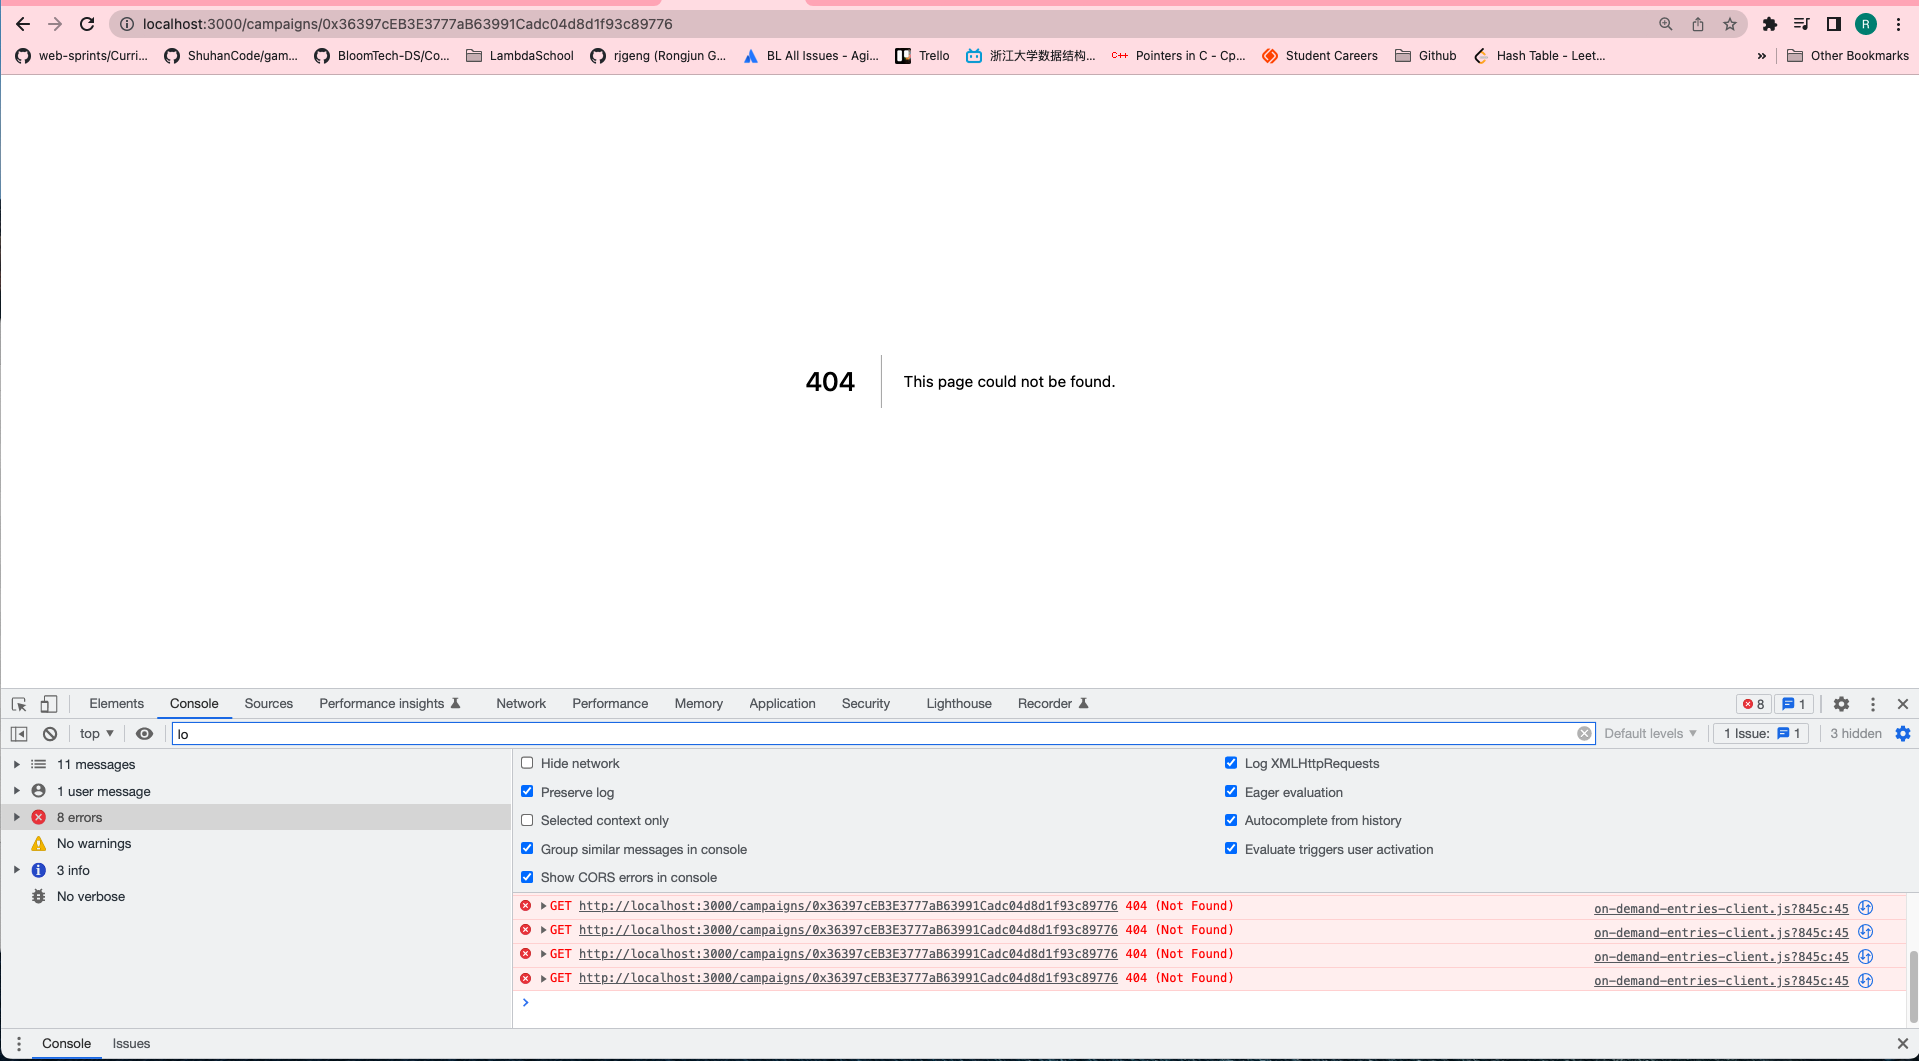 localhost:3000/campaigns/0x36397cEB3E3777aB63991Cadc04d8d1f93c89776
R
web-sprints/Curri... ShuhanCode/gam... BloomTech-DS/Co... LambdaSchool rjgeng (Rongjun G... BL All Issues - Agi... Trello 浙江大学数据结构... C++ Pointers in C - Cp... Student Careers Github Hash Table - Leet... » Other Bookmarks
404 This page could not be found.
Elements Console Sources Performance insights Network Performance Memory Application Security Lighthouse Recorder 8 1
top lo Default levels 1 Issue: 1 3 hidden
11 messages
1 user message
8 errors
No warnings
3 info
No verbose
Hide network Log XMLHttpRequests
Preserve log Eager evaluation
Selected context only Autocomplete from history
Group similar messages in console Evaluate triggers user activation
Show CORS errors in console
GET http://localhost:3000/campaigns/0x36397cEB3E3777aB63991Cadc04d8d1f93c89776 404 (Not Found) on-demand-entries-client.js?845c:45
GET http://localhost:3000/campaigns/0x36397cEB3E3777aB63991Cadc04d8d1f93c89776 404 (Not Found) on-demand-entries-client.js?845c:45
GET http://localhost:3000/campaigns/0x36397cEB3E3777aB63991Cadc04d8d1f93c89776 404 (Not Found) on-demand-entries-client.js?845c:45
GET http://localhost:3000/campaigns/0x36397cEB3E3777aB63991Cadc04d8d1f93c89776 404 (Not Found) on-demand-entries-client.js?845c:45
Console Issues